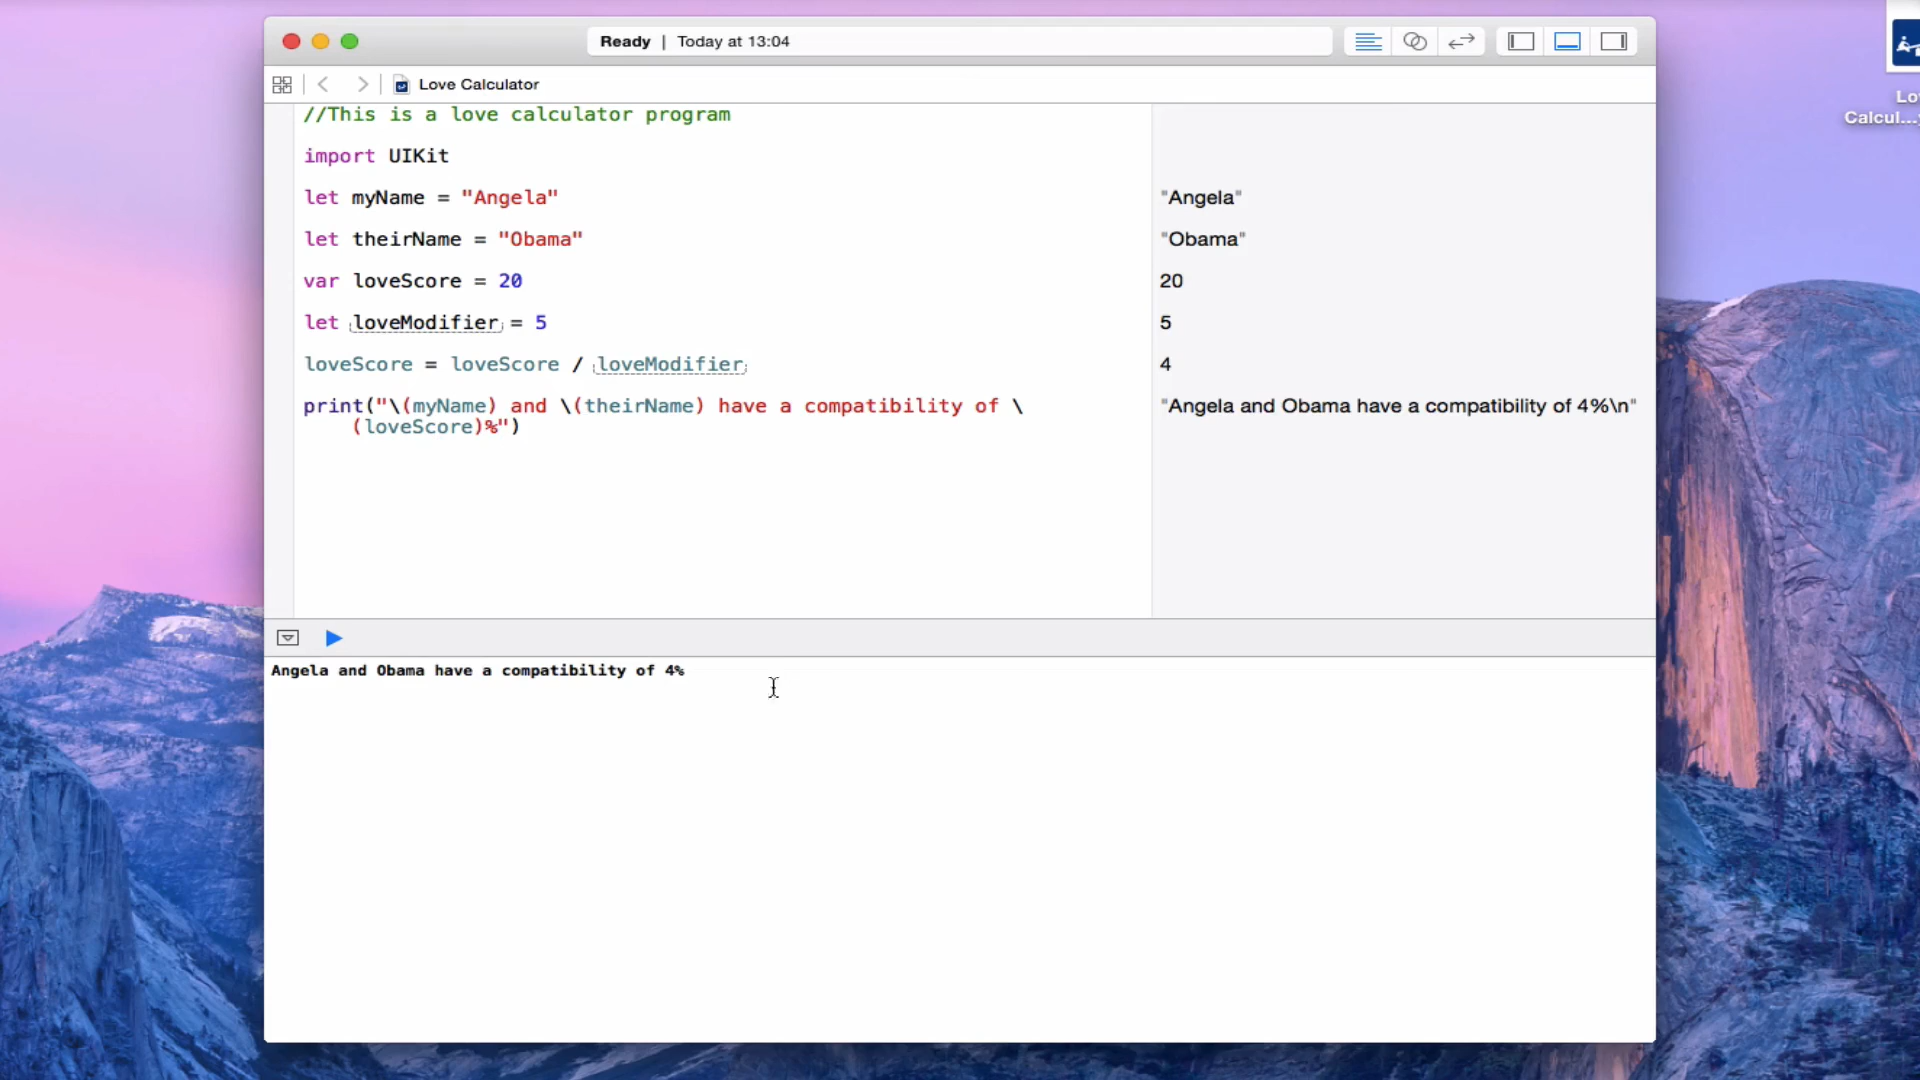 Ready | Today at 13:04
Love Calculator
//This is a love calculator program
import UIKit
let myName = "Angela"
"Angela"
let theirName = "Obama"
"Obama"
var loveScore = 20
20
let loveModifier = 5
5
loveScore = loveScore / loveModifier
4
print("\(myName) and \(theirName) have a compatibility of \
(loveScore)%")
"Angela and Obama have a compatibility of 4%\n"
Angela and Obama have a compatibility of 4%
Lo
Calcul...